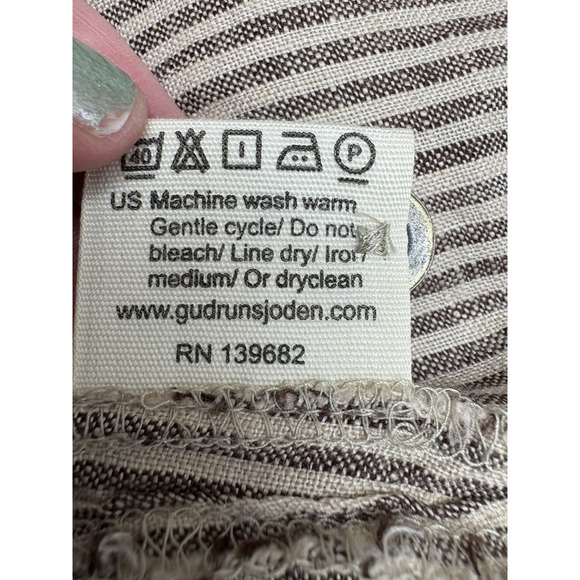 40 P
US Machine wash warm
Gentle cycle/ Do not
bleach/ Line dry/ Iron
medium/ Or dryclean
www.gudrunsjoden.com
RN 139682